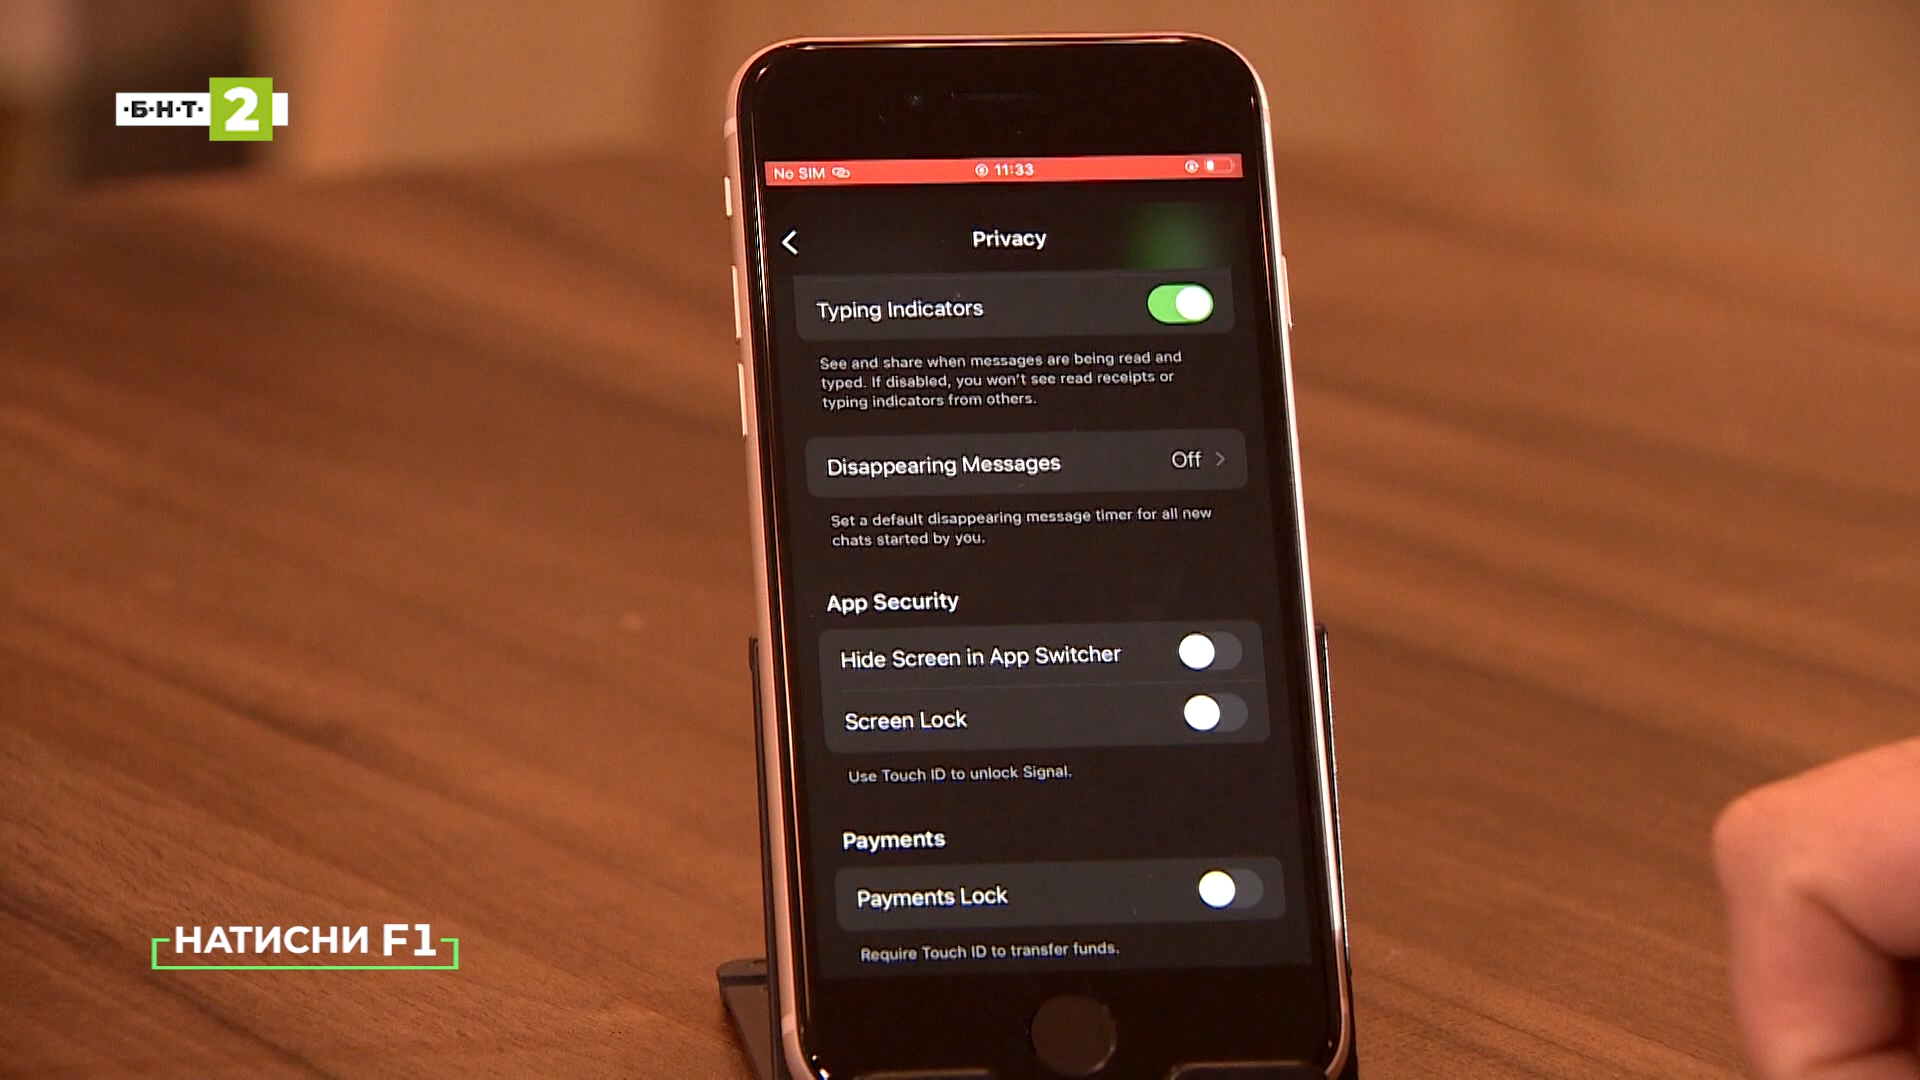 ·Б·Н·Т· 2
No SIM 11:33
Privacy
Typing Indicators
See and share when messages are being read and
typed. If disabled, you won't see read receipts or
typing indicators from others.
Disappearing Messages Off
Set a default disappearing message timer for all new
chats started by you.
App Security
Hide Screen in App Switcher
Screen Lock
Use Touch ID to unlock Signal.
Payments
Payments Lock
Require Touch ID to transfer funds.
НАТИСНИ F1